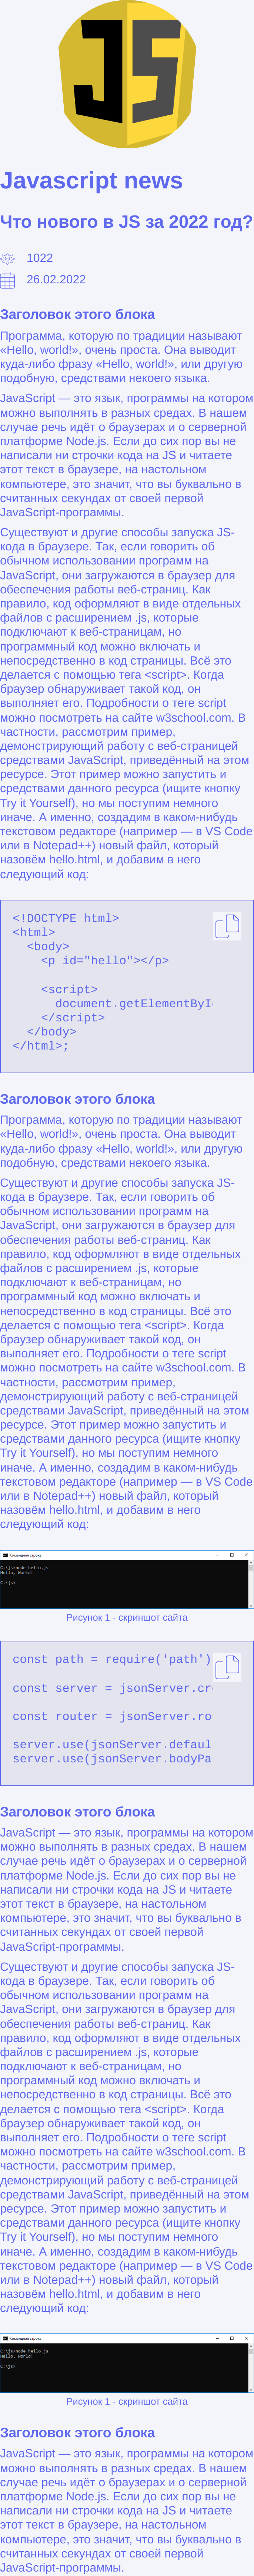 JS
Javascript news
Что нового в JS за 2022 год?
1022
26.02.2022
Заголовок этого блока
Программа, которую по традиции называют
«Hello, world!», очень проста. Она выводит
куда-либо фразу «Hello, world!», или другую
подобную, средствами некоего языка.
JavaScript — это язык, программы на котором
можно выполнять в разных средах. В нашем
случае речь идёт о браузерах и о серверной
платформе Node.js. Если до сих пор вы не
написали ни строчки кода на JS и читаете
этот текст в браузере, на настольном
компьютере, это значит, что вы буквально в
считанных секундах от своей первой
JavaScript-программы.
Существуют и другие способы запуска JS-
кода в браузере. Так, если говорить об
обычном использовании программ на
JavaScript, они загружаются в браузер для
обеспечения работы веб-страниц. Как
правило, код оформляют в виде отдельных
файлов с расширением .js, которые
подключают к веб-страницам, но
программный код можно включать и
непосредственно в код страницы. Всё это
делается с помощью тега <script>. Когда
браузер обнаруживает такой код, он
выполняет его. Подробности о теге script
можно посмотреть на сайте w3school.com. В
частности, рассмотрим пример,
демонстрирующий работу с веб-страницей
средствами JavaScript, приведённый на этом
ресурсе. Этот пример можно запустить и
средствами данного ресурса (ищите кнопку
Try it Yourself), но мы поступим немного
иначе. А именно, создадим в каком-нибудь
текстовом редакторе (например — в VS Code
или в Notepad++) новый файл, который
назовём hello.html, и добавим в него
следующий код:
<!DOCTYPE html>
<html>
<body>
<p id="hello"></p>
<script>
document.getElementById
</script>
</body>
</html>;
Заголовок этого блока
Программа, которую по традиции называют
«Hello, world!», очень проста. Она выводит
куда-либо фразу «Hello, world!», или другую
подобную, средствами некоего языка.
Существуют и другие способы запуска JS-
кода в браузере. Так, если говорить об
обычном использовании программ на
JavaScript, они загружаются в браузер для
обеспечения работы веб-страниц. Как
правило, код оформляют в виде отдельных
файлов с расширением .js, которые
подключают к веб-страницам, но
программный код можно включать и
непосредственно в код страницы. Всё это
делается с помощью тега <script>. Когда
браузер обнаруживает такой код, он
выполняет его. Подробности о теге script
можно посмотреть на сайте w3school.com. В
частности, рассмотрим пример,
демонстрирующий работу с веб-страницей
средствами JavaScript, приведённый на этом
ресурсе. Этот пример можно запустить и
средствами данного ресурса (ищите кнопку
Try it Yourself), но мы поступим немного
иначе. А именно, создадим в каком-нибудь
текстовом редакторе (например — в VS Code
или в Notepad++) новый файл, который
назовём hello.html, и добавим в него
следующий код:
Командная строка
C:\js>node hello.js
Hello, World!
C:\js>
Рисунок 1 - скриншот сайта
const path = require('path')
const server = jsonServer.cre
const router = jsonServer.rou
server.use(jsonServer.default
server.use(jsonServer.bodyPa
Заголовок этого блока
JavaScript — это язык, программы на котором
можно выполнять в разных средах. В нашем
случае речь идёт о браузерах и о серверной
платформе Node.js. Если до сих пор вы не
написали ни строчки кода на JS и читаете
этот текст в браузере, на настольном
компьютере, это значит, что вы буквально в
считанных секундах от своей первой
JavaScript-программы.
Существуют и другие способы запуска JS-
кода в браузере. Так, если говорить об
обычном использовании программ на
JavaScript, они загружаются в браузер для
обеспечения работы веб-страниц. Как
правило, код оформляют в виде отдельных
файлов с расширением .js, которые
подключают к веб-страницам, но
программный код можно включать и
непосредственно в код страницы. Всё это
делается с помощью тега <script>. Когда
браузер обнаруживает такой код, он
выполняет его. Подробности о теге script
можно посмотреть на сайте w3school.com. В
частности, рассмотрим пример,
демонстрирующий работу с веб-страницей
средствами JavaScript, приведённый на этом
ресурсе. Этот пример можно запустить и
средствами данного ресурса (ищите кнопку
Try it Yourself), но мы поступим немного
иначе. А именно, создадим в каком-нибудь
текстовом редакторе (например — в VS Code
или в Notepad++) новый файл, который
назовём hello.html, и добавим в него
следующий код:
Командная строка
C:\js>node hello.js
Hello, World!
C:\js>
Рисунок 1 - скриншот сайта
Заголовок этого блока
JavaScript — это язык, программы на котором
можно выполнять в разных средах. В нашем
случае речь идёт о браузерах и о серверной
платформе Node.js. Если до сих пор вы не
написали ни строчки кода на JS и читаете
этот текст в браузере, на настольном
компьютере, это значит, что вы буквально в
считанных секундах от своей первой
JavaScript-программы.